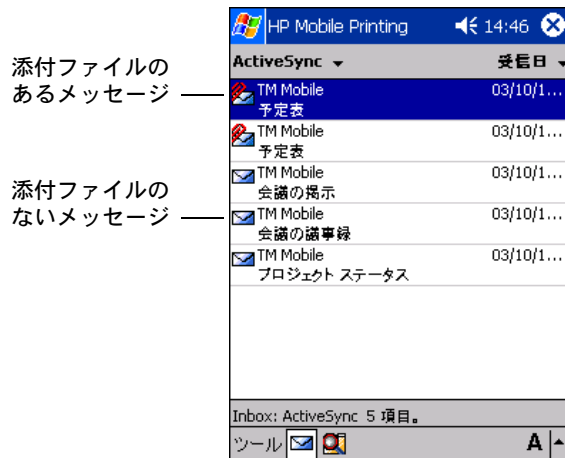 HP Mobile Printing 14:46
ActiveSync 受信日
添付ファイルの
あるメッセージ
TM Mobile 03/10/1...
予定表
TM Mobile 03/10/1...
予定表
添付ファイルの
ないメッセージ
TM Mobile 03/10/1...
会議の掲示
TM Mobile 03/10/1...
会議の議事録
TM Mobile 03/10/1...
プロジェクト ステータス
Inbox: ActiveSync 5 項目。
ツール A